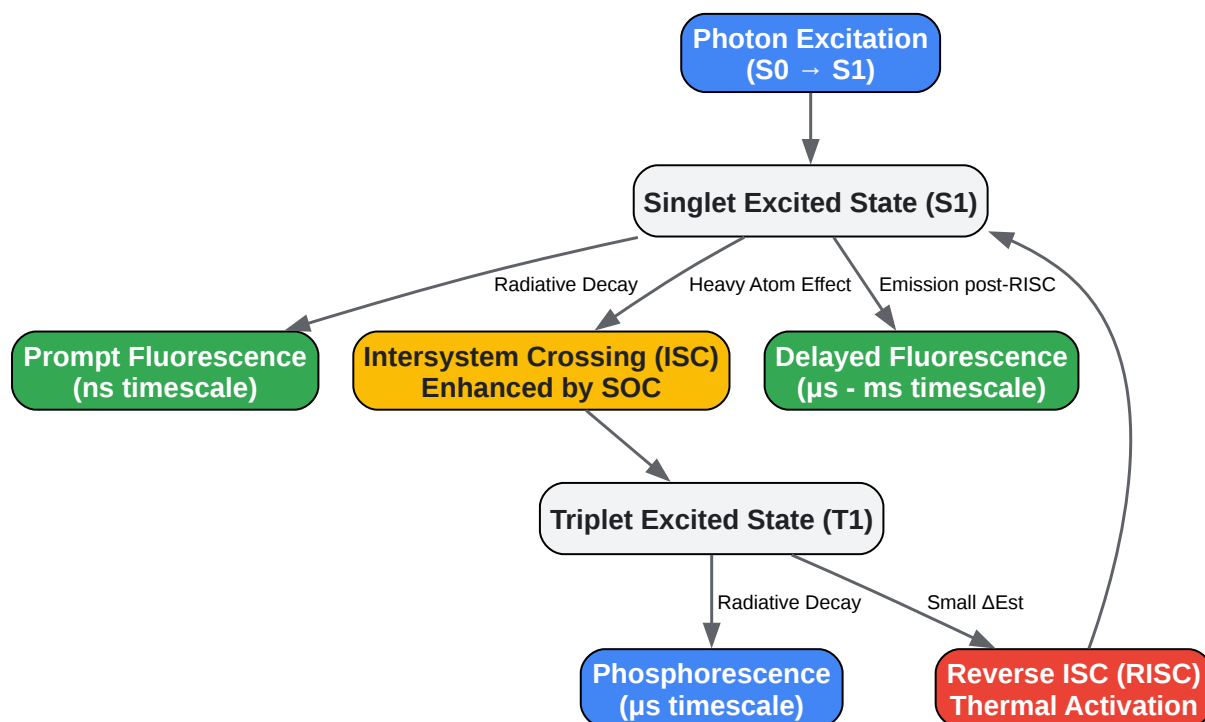 Photon Excitation
(S0 → S1)
Singlet Excited State (S1)
Radiative Decay
Heavy Atom Effect
Emission post-RISC
Prompt Fluorescence
(ns timescale)
Intersystem Crossing (ISC)
Enhanced by SOC
Delayed Fluorescence
(μs - ms timescale)
Triplet Excited State (T1)
Radiative Decay
Small ΔEst
Phosphorescence
(μs timescale)
Reverse ISC (RISC)
Thermal Activation